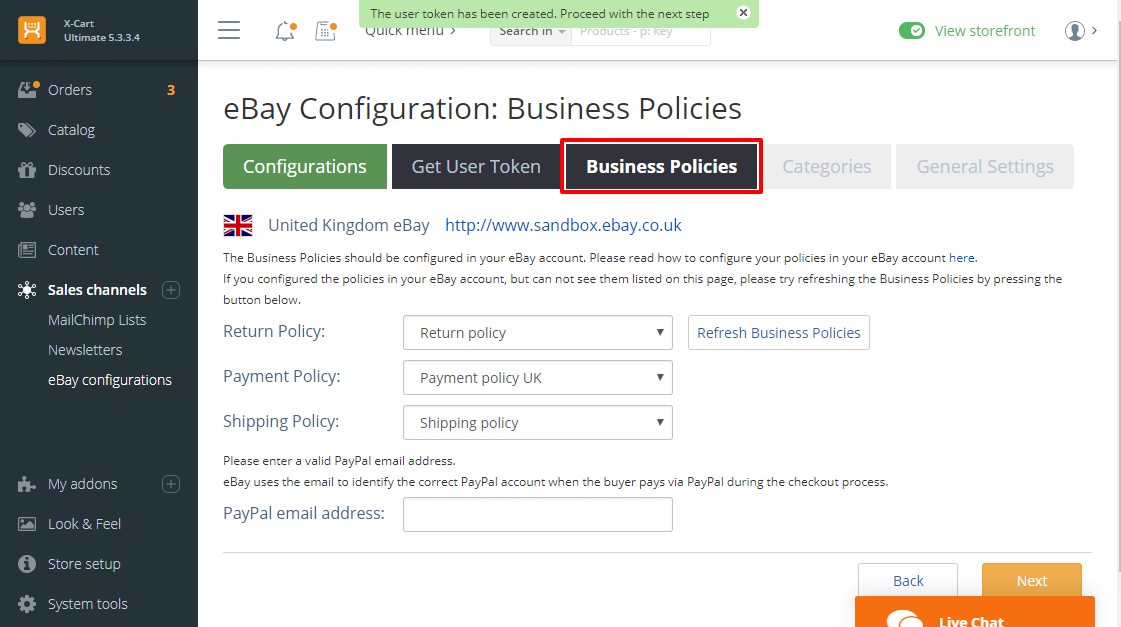 X-Cart
Ultimate 5.3.3.4
The user token has been created. Proceed with the next step
Quick menu
Search in
Products - p: key
View storefront
Orders 3
Catalog
Discounts
Users
Content
Sales channels
MailChimp Lists
Newsletters
eBay configurations
My addons
Look & Feel
Store setup
System tools
eBay Configuration: Business Policies
Configurations Get User Token Business Policies Categories General Settings
United Kingdom eBay http://www.sandbox.ebay.co.uk
The Business Policies should be configured in your eBay account. Please read how to configure your policies in your eBay account here.
If you configured the policies in your eBay account, but can not see them listed on this page, please try refreshing the Business Policies by pressing the
button below.
Return Policy: Return policy Refresh Business Policies
Payment Policy: Payment policy UK
Shipping Policy: Shipping policy
Please enter a valid PayPal email address.
eBay uses the email to identify the correct PayPal account when the buyer pays via PayPal during the checkout process.
PayPal email address:
Back Next
Live Chat